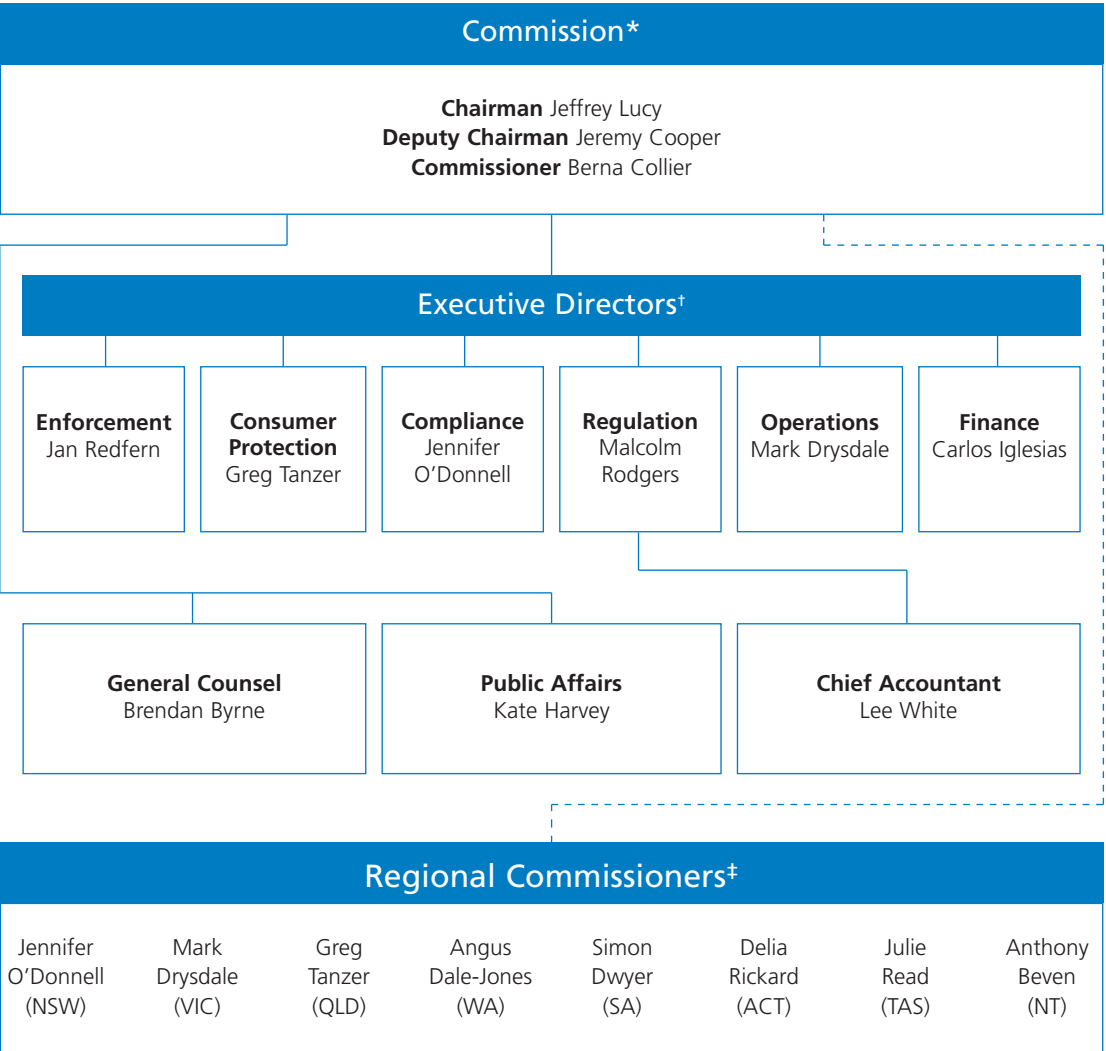 Commission*
Chairman Jeffrey Lucy
Deputy Chairman Jeremy Cooper
Commissioner Berna Collier
Executive Directors†
Enforcement
Jan Redfern
Consumer
Protection
Greg Tanzer
Compliance
Jennifer
O’Donnell
Regulation
Malcolm
Rodgers
Operations
Mark Drysdale
Finance
Carlos Iglesias
General Counsel
Brendan Byrne
Public Affairs
Kate Harvey
Chief Accountant
Lee White
Regional Commissioners‡
Jennifer
O’Donnell
(NSW)
Mark
Drysdale
(VIC)
Greg
Tanzer
(QLD)
Angus
Dale-Jones
(WA)
Simon
Dwyer
(SA)
Delia
Rickard
(ACT)
Julie
Read
(TAS)
Anthony
Beven
(NT)